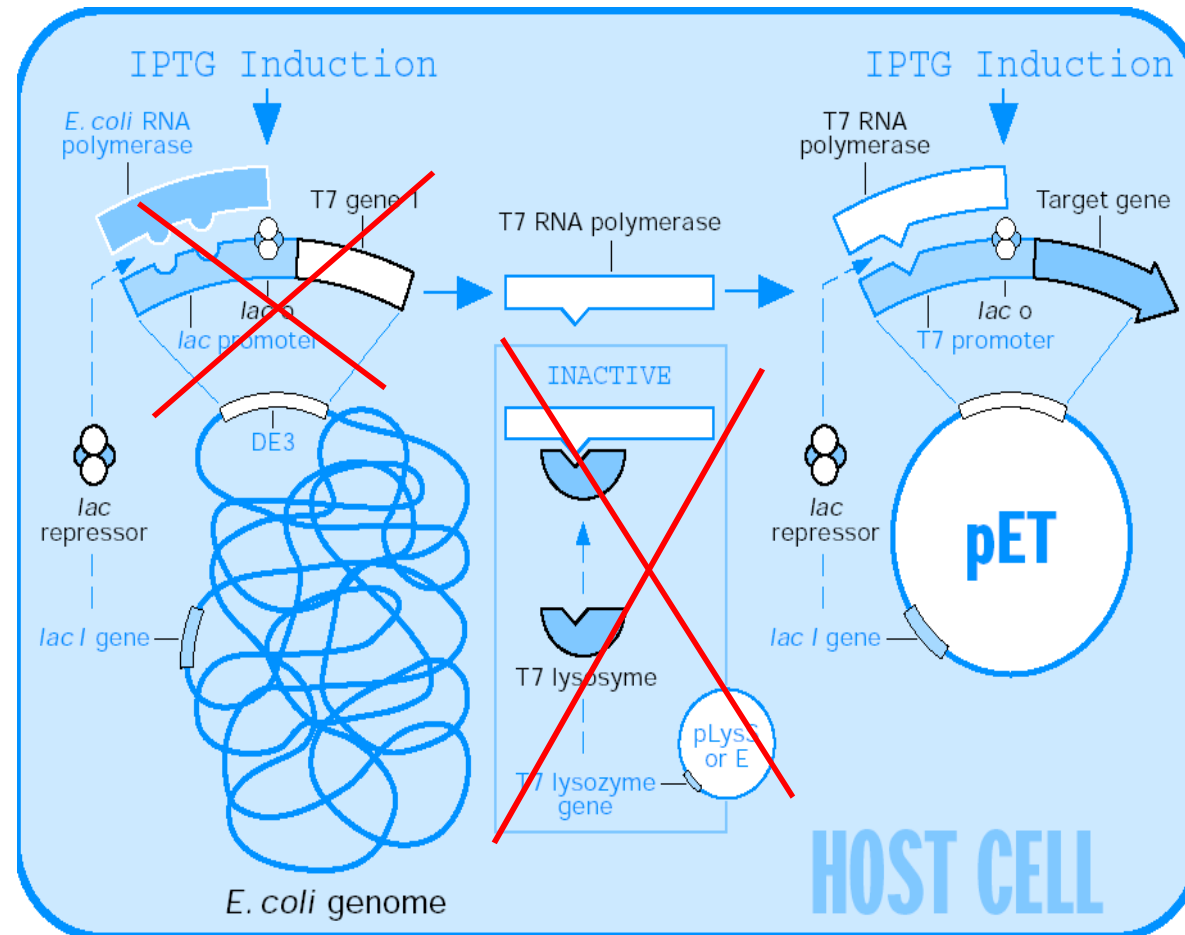 IPTG Induction
IPTG Induction
E. coli RNA
polymerase
T7 gene 1
T7 RNA polymerase
T7 RNA
polymerase
Target gene
lac o
lac promoter
lac o
T7 promoter
INACTIVE
DE3
lac
repressor
lac
repressor
pET
lac I gene
T7 lysosyme
lac I gene
pLysS
or E
T7 lysozyme
gene
E. coli genome
HOST CELL